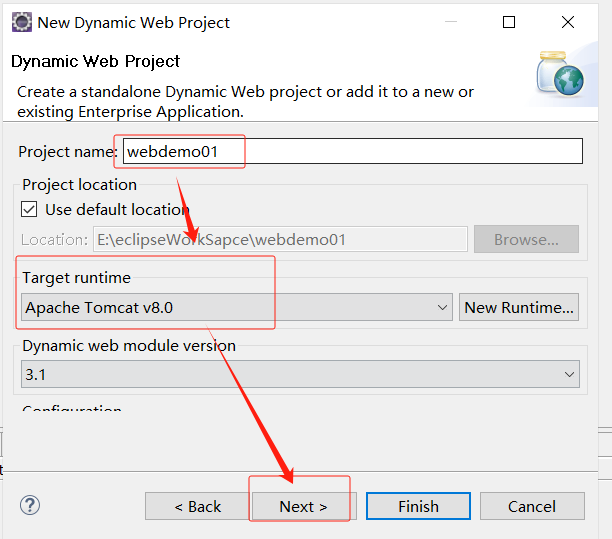 New Dynamic Web Project
Dynamic Web Project
Create a standalone Dynamic Web project or add it to a new or
existing Enterprise Application.
Project name: webdemo01
Project location
Use default location
Location: E:\eclipseWorkSapce\webdemo01 Browse...
Target runtime
Apache Tomcat v8.0 New Runtime...
Dynamic web module version
3.1
Configuration
< Back Next > Finish Cancel